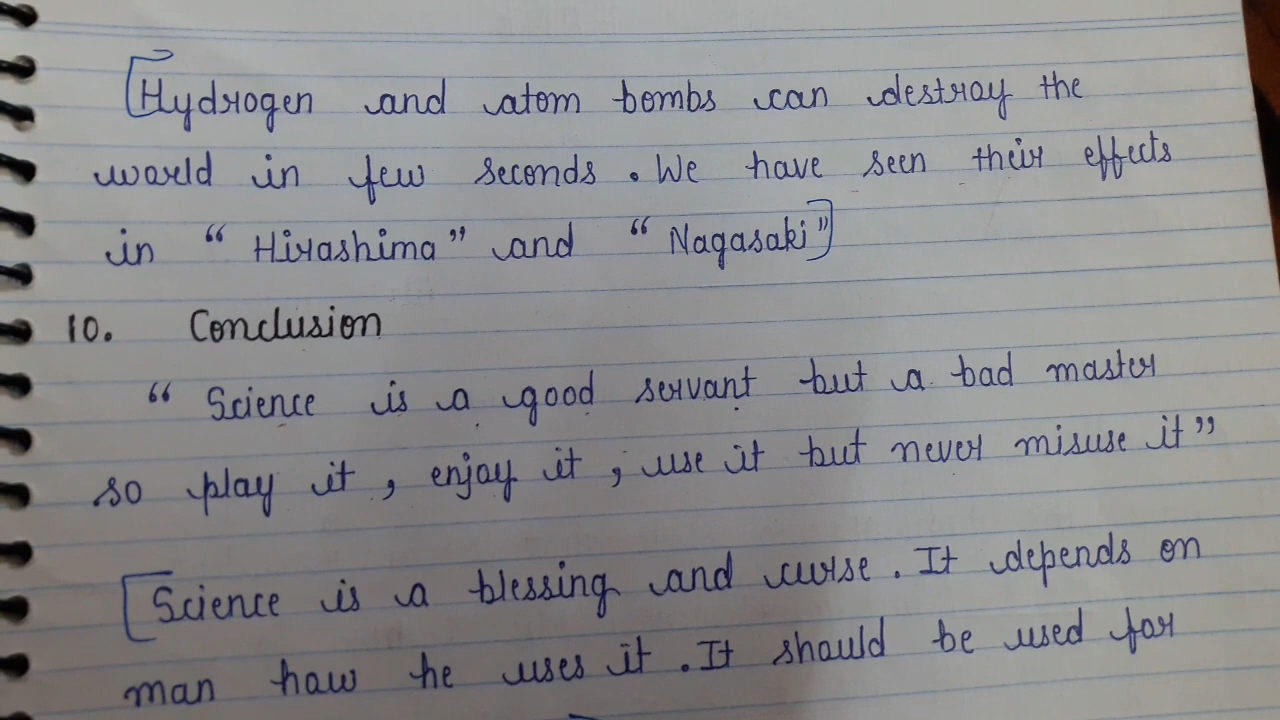 [Hydrogen and atom bombs can destroy the
world in few seconds. We have seen their effects
in "Hiroshima" and "Nagasaki"]
10. Conclusion
"Science is a good servant but a bad master
so play it, enjoy it, use it but never misuse it"
[Science is a blessing and curse. It depends on
man how he uses it. It should be used for